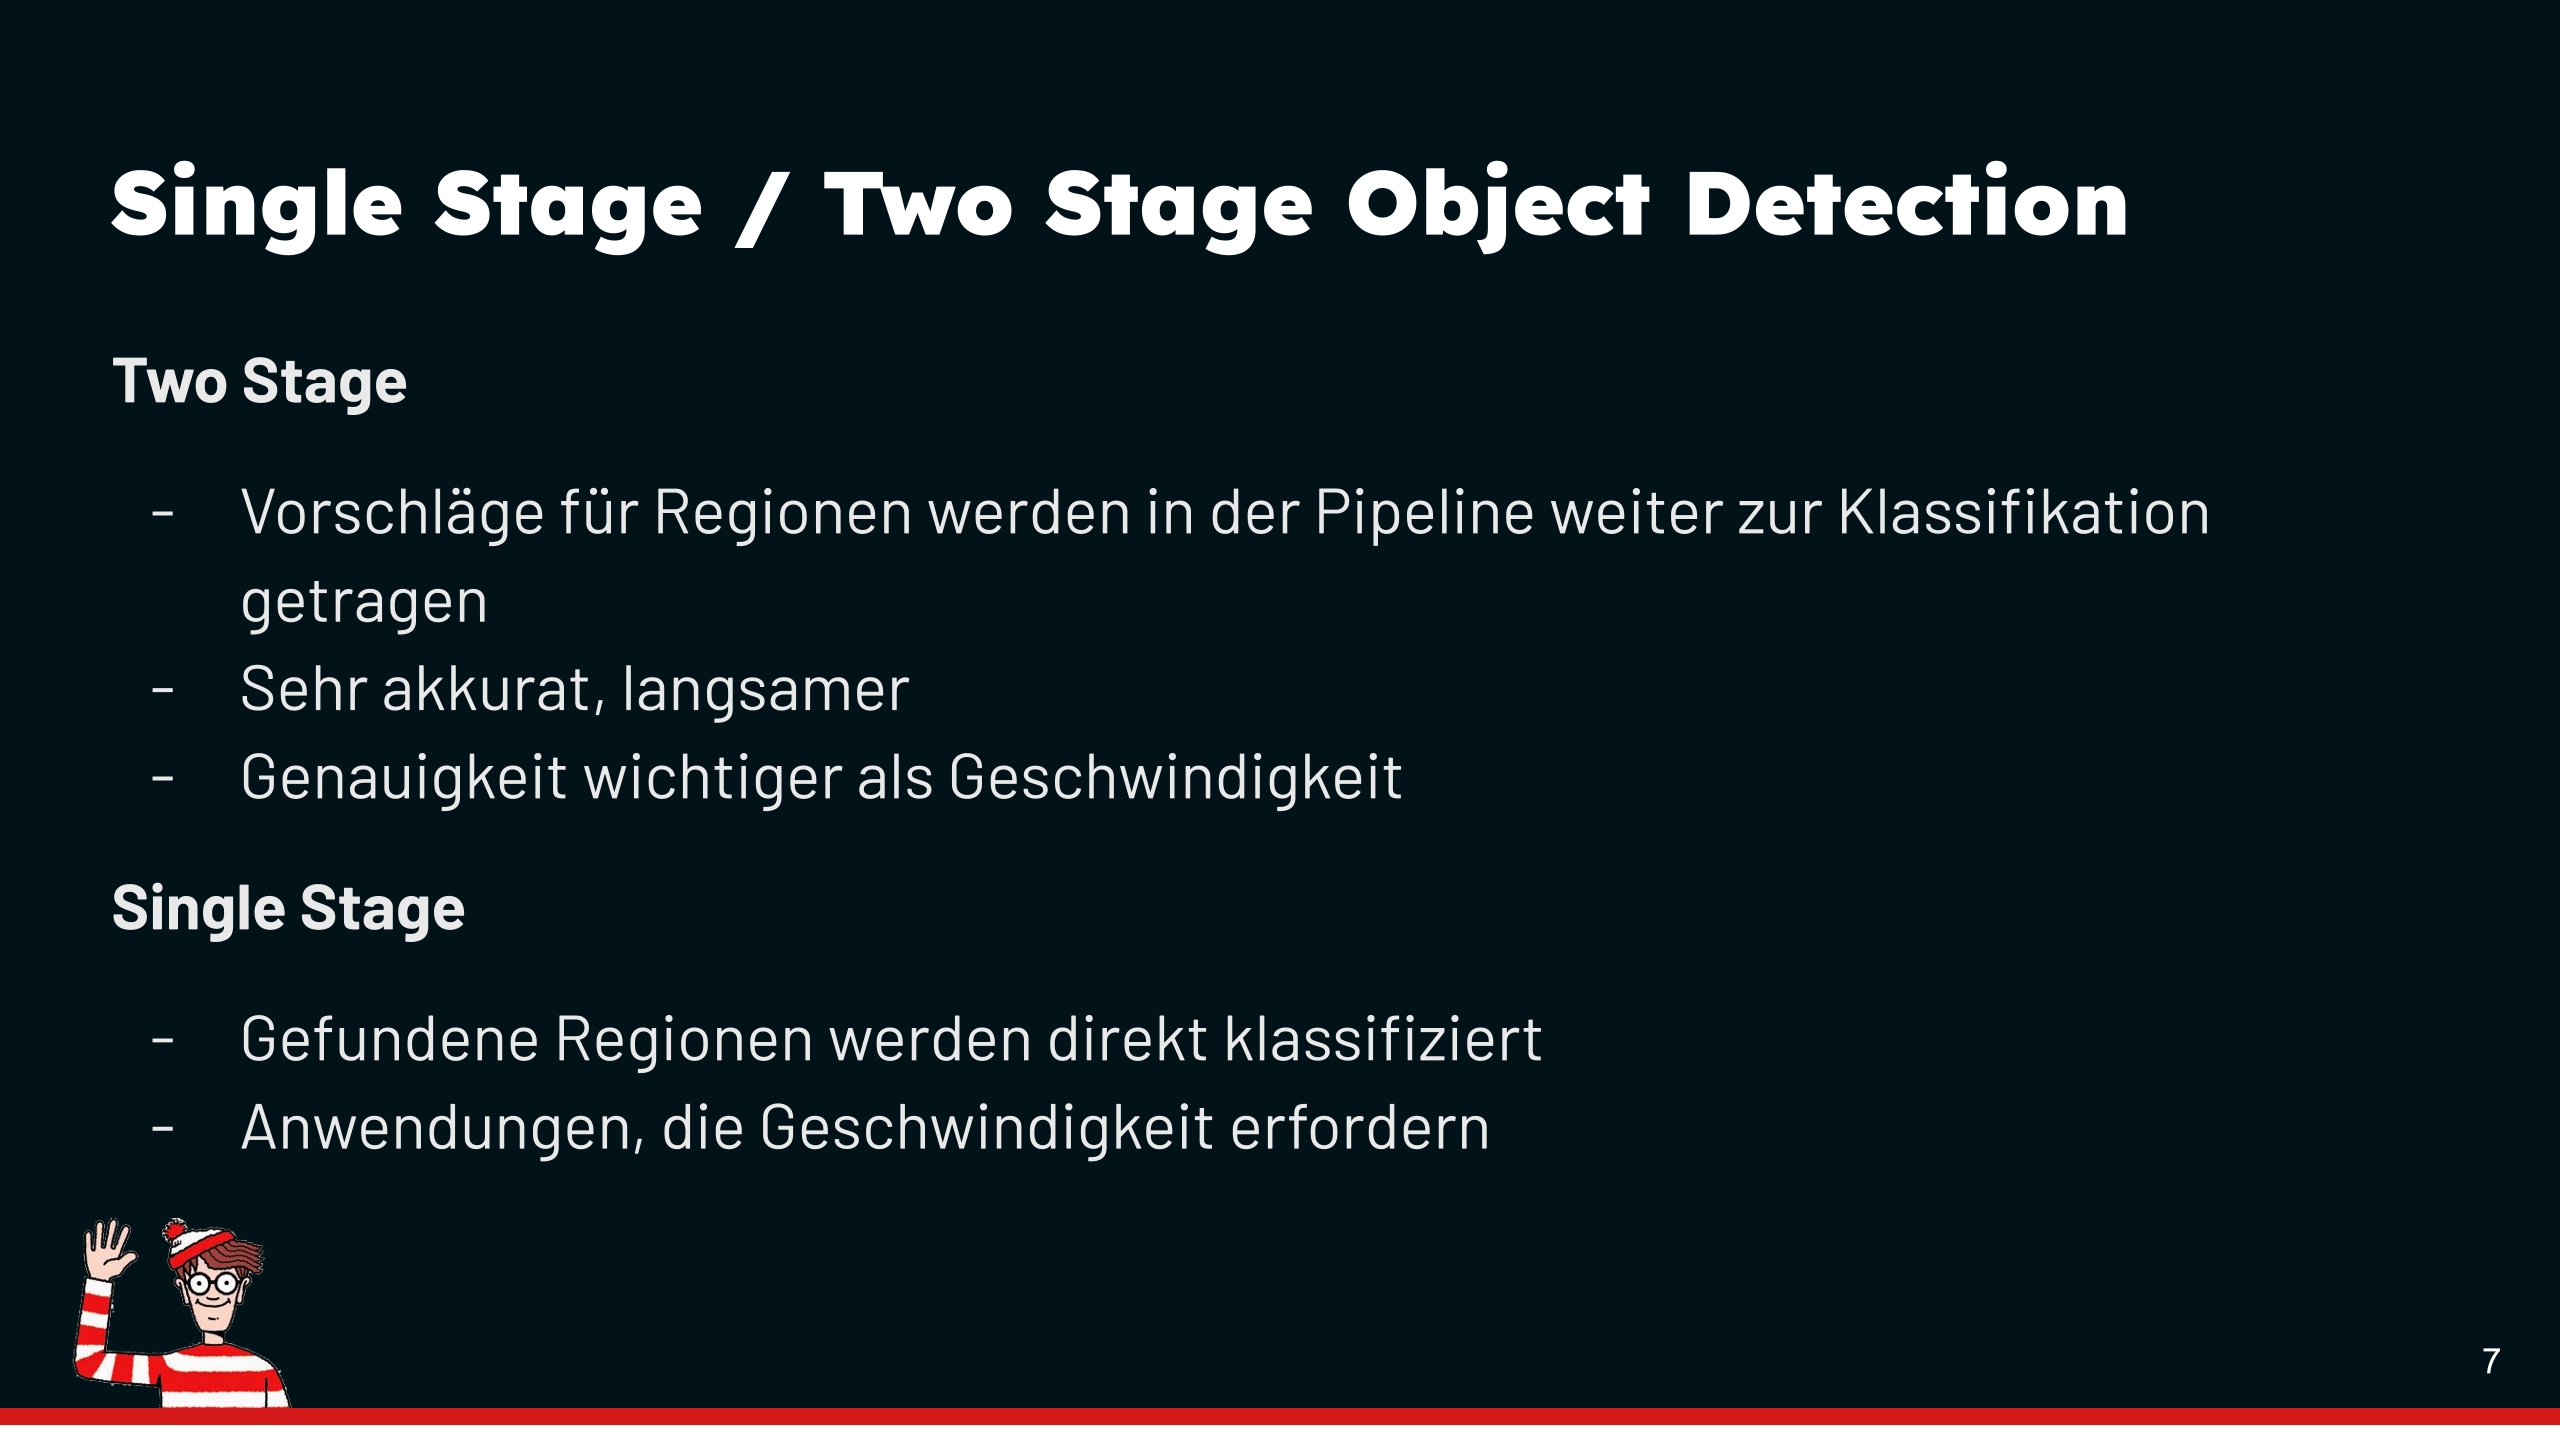 Single Stage / Two Stage Object Detection
Two Stage
- Vorschläge für Regionen werden in der Pipeline weiter zur Klassifikation
getragen
- Sehr akkurat, langsamer
- Genauigkeit wichtiger als Geschwindigkeit
Single Stage
- Gefundene Regionen werden direkt klassifiziert
- Anwendungen, die Geschwindigkeit erfordern
7